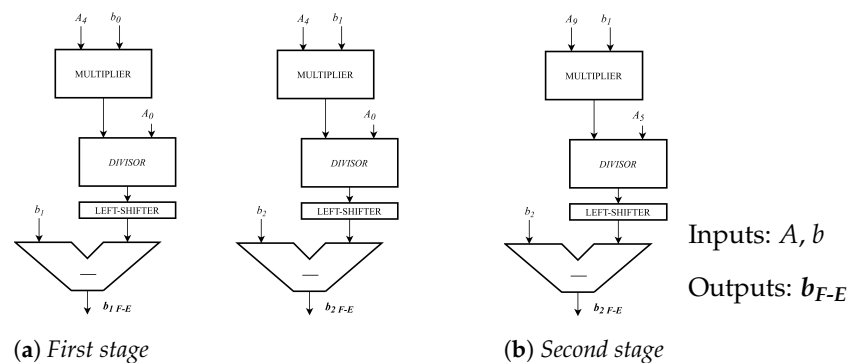 A4 b0
MULTIPLIER
A0
DIVISOR
LEFT-SHIFTER
b1
—
b1 F-E
A4 b1
MULTIPLIER
A0
DIVISOR
LEFT-SHIFTER
b2
—
b2 F-E
(a) First stage
A9 b1
MULTIPLIER
A5
DIVISOR
LEFT-SHIFTER
b2
—
b2 F-E
(b) Second stage
Inputs: A, b
Outputs: bF-E